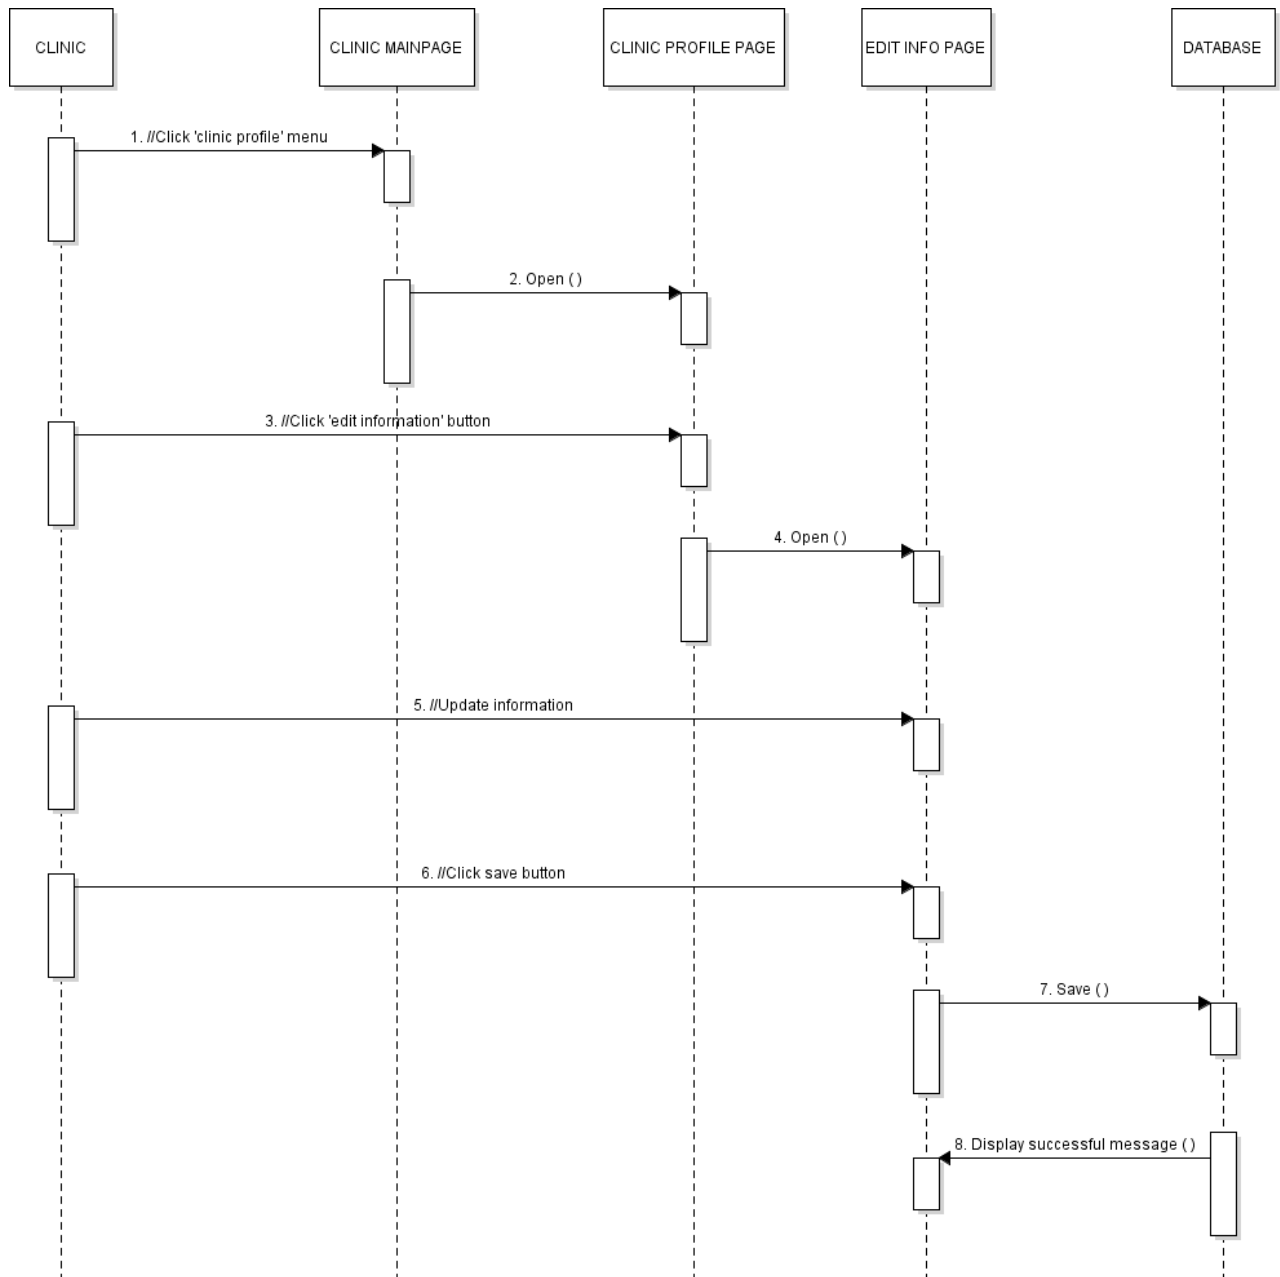 CLINIC
CLINIC MAINPAGE
CLINIC PROFILE PAGE
EDIT INFO PAGE
DATABASE
1. //Click 'clinic profile' menu
2. Open ( )
3. //Click 'edit information' button
4. Open ( )
5. //Update information
6. //Click save button
7. Save ( )
8. Display successful message ( )